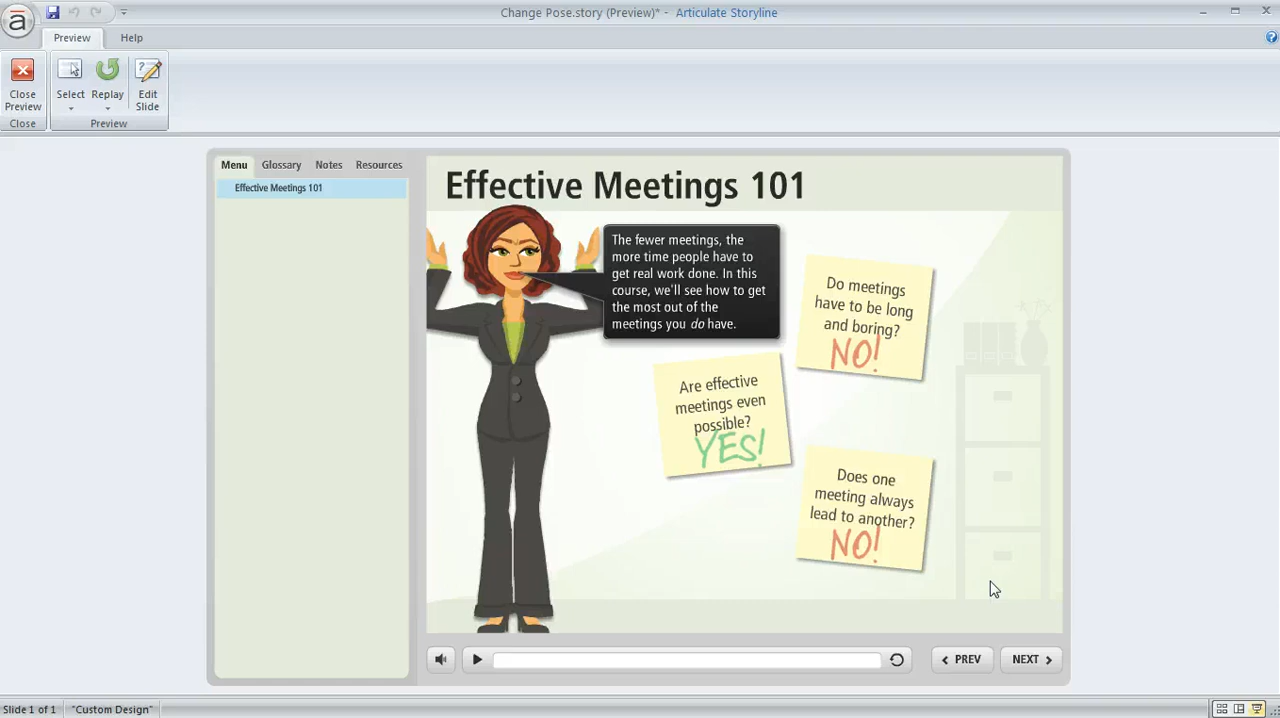 Change Pose.story (Preview)* - Articulate Storyline
Preview
Help
Close
Preview
Select
Replay
Edit
Slide
Close
Preview
Menu
Glossary
Notes
Resources
Effective Meetings 101
Effective Meetings 101
The fewer meetings, the
more time people have to
get real work done. In this
course, we'll see how to get
the most out of the
meetings you do have.
Do meetings
have to be long
and boring?
NO!
Are effective
meetings even
possible?
YES!
Does one
meeting always
lead to another?
NO!
PREV
NEXT
Slide 1 of 1
"Custom Design"